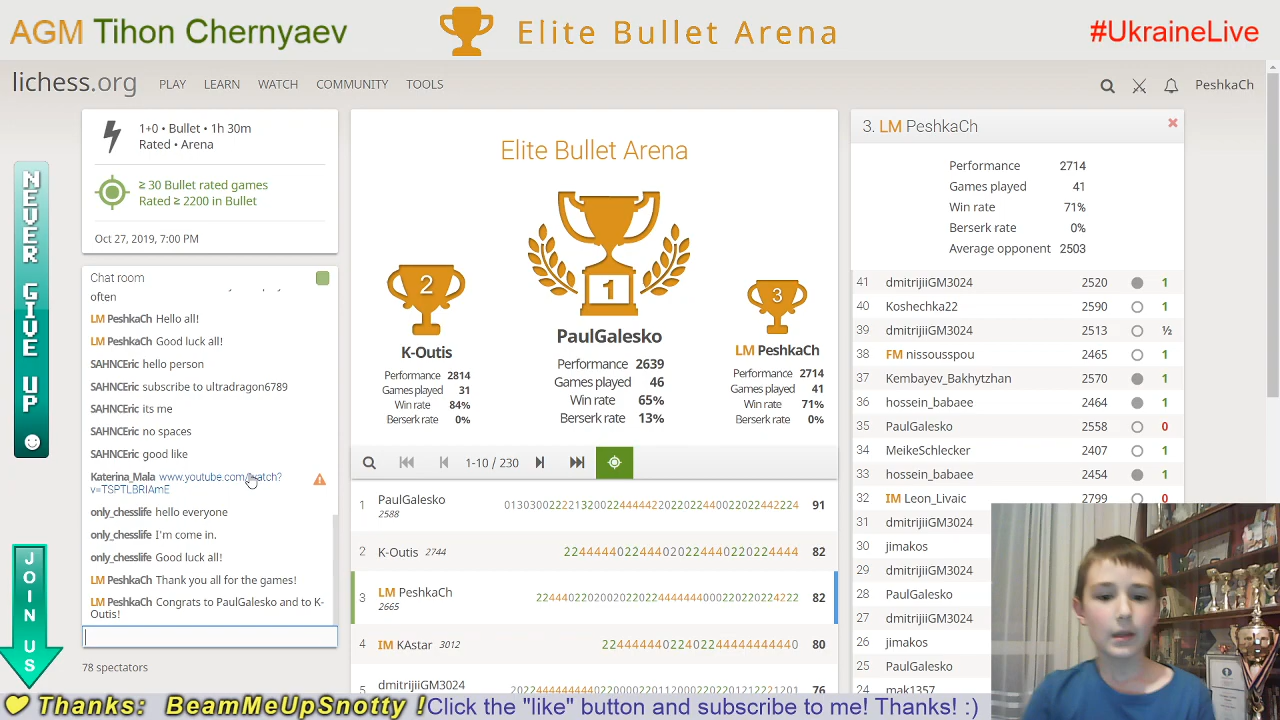 AGM Tihon Chernyaev
Elite Bullet Arena
#UkraineLive
lichess.org
PLAY LEARN WATCH COMMUNITY TOOLS
PeshkaCh
NEVER GIVE UP
JOIN US
1+0 • Bullet • 1h 30m
Rated • Arena
≥ 30 Bullet rated games
Rated ≥ 2200 in Bullet
Oct 27, 2019, 7:00 PM
Chat room
often
LM PeshkaCh Hello all!
LM PeshkaCh Good luck all!
SAHNCEric hello person
SAHNCEric subscribe to ultradragon6789
SAHNCEric its me
SAHNCEric no spaces
SAHNCEric good like
Katerina_Mala www.youtube.com/watch?
v=TSPTLBRIAmE
only_chesslife hello everyone
only_chesslife I'm come in.
only_chesslife Good luck all!
LM PeshkaCh Thank you all for the games!
LM PeshkaCh Congrats to PaulGalesko and to K-
Outis!
78 spectators
Elite Bullet Arena
2
K-Outis
Performance 2814
Games played 31
Win rate 84%
Berserk rate 0%
1
PaulGalesko
Performance 2639
Games played 46
Win rate 65%
Berserk rate 13%
3
LM PeshkaCh
Performance 2714
Games played 41
Win rate 71%
Berserk rate 0%
1-10 / 230
1 PaulGalesko 91
2588
2 K-Outis 2744 82
3 LM PeshkaCh 82
2665
4 IM KAstar 3012 80
5 dmitrijiiGM3024 76
3. LM PeshkaCh
Performance 2714
Games played 41
Win rate 71%
Berserk rate 0%
Average opponent 2503
41 dmitrijiiGM3024 2520 1
40 Koshechka22 2590 1
39 dmitrijiiGM3024 2513 ½
38 FM nissousspou 2465 1
37 Kembayev_Bakhytzhan 2570 1
36 hossein_babaee 2464 1
35 PaulGalesko 2558 0
34 MeikeSchlecker 2407 1
33 hossein_babaee 2454 1
32 IM Leon_Livaic 2799 0
31 dmitrijiiGM3024
30 jimakos
29 dmitrijiiGM3024
28 PaulGalesko
27 dmitrijiiGM3024
26 jimakos
25 PaulGalesko
24 mak1357
Thanks: BeamMeUpSnotty !Click the "like" button and subscribe to me! Thanks! :)